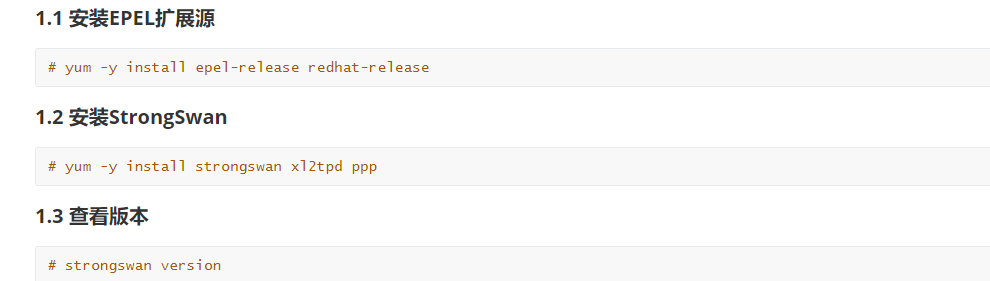 1.1 安装EPEL扩展源
# yum -y install epel-release redhat-release
1.2 安装StrongSwan
# yum -y install strongswan xl2tpd ppp
1.3 查看版本
# strongswan version